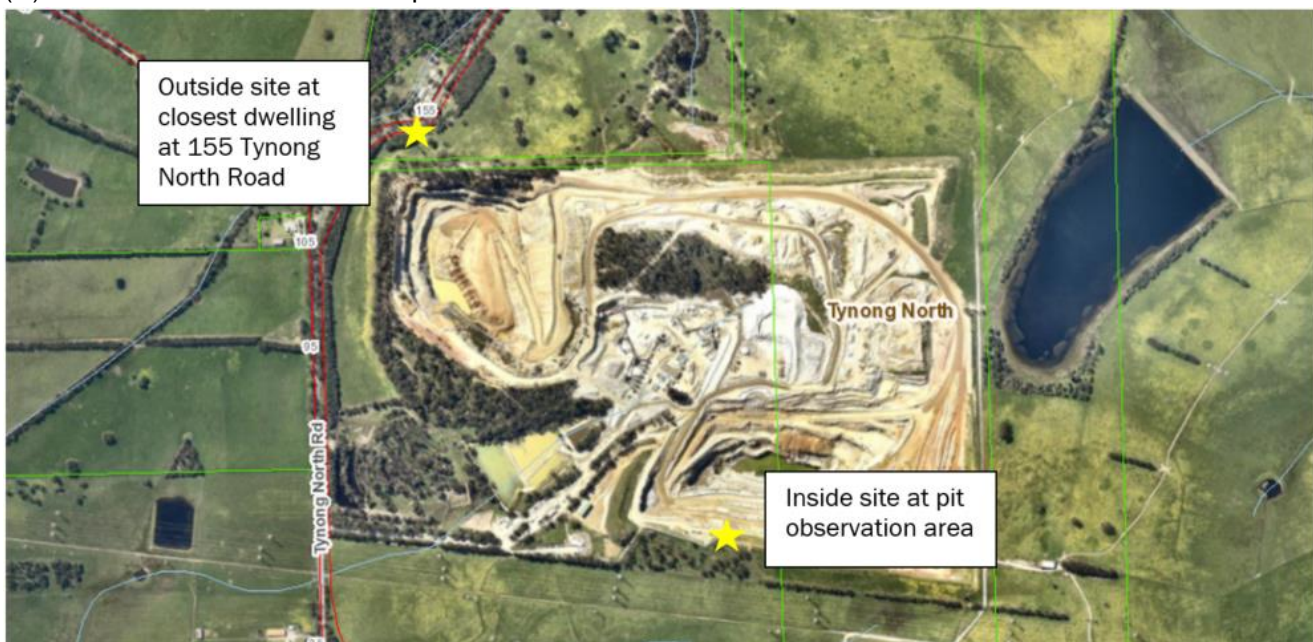 Outside site at
closest dwelling
at 155 Tynong
North Road
155
105
Tynong North
95
Tynong North Rd
Inside site at pit
observation area